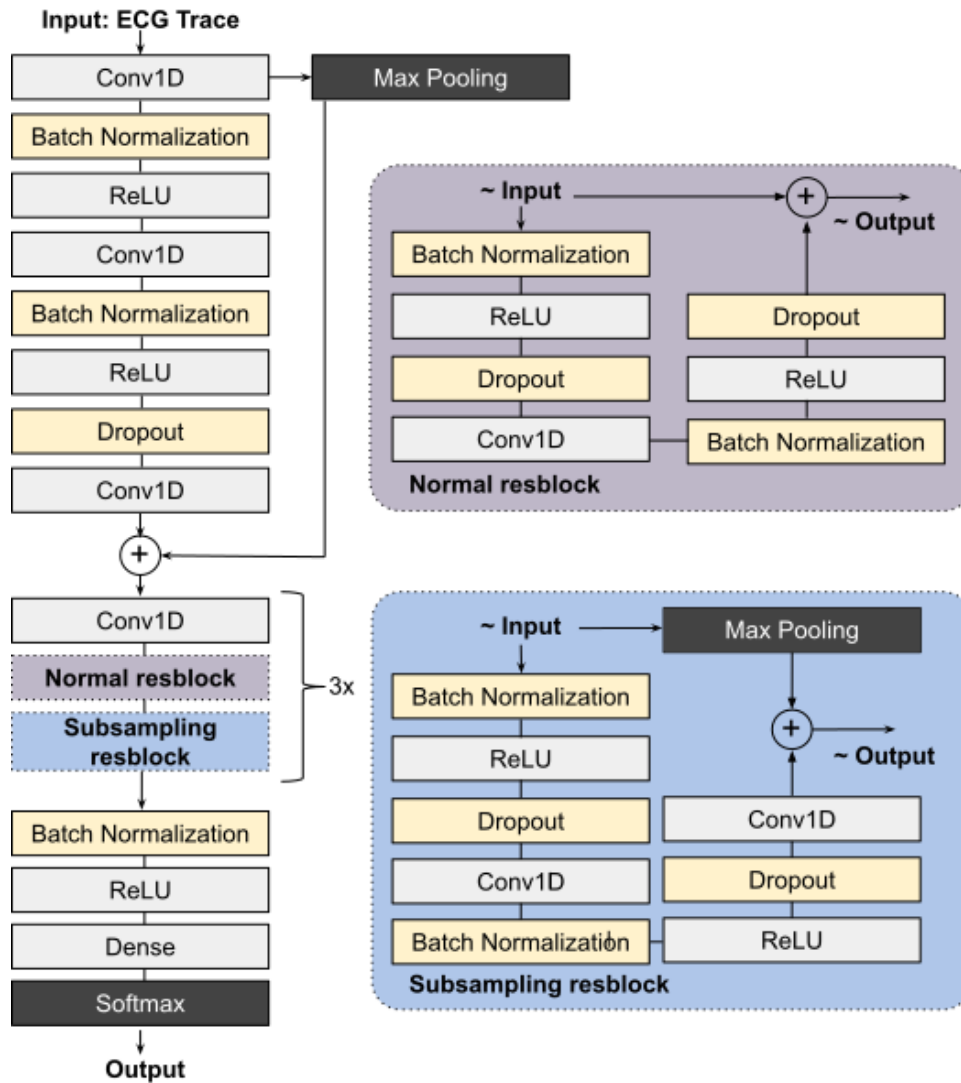 Input: ECG Trace
Conv1D
Max Pooling
Batch Normalization
ReLU
Conv1D
Batch Normalization
ReLU
Dropout
Conv1D
+
Conv1D
Normal resblock
Subsampling
resblock
3x
Batch Normalization
ReLU
Dense
Softmax
Output
~ Input
+
~ Output
Batch Normalization
ReLU
Dropout
Conv1D
Dropout
ReLU
Batch Normalization
Normal resblock
~ Input
Max Pooling
+
~ Output
Batch Normalization
ReLU
Dropout
Conv1D
Batch Normalization
Conv1D
Dropout
ReLU
Subsampling resblock